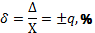 δ = Δ/X = ±q, %